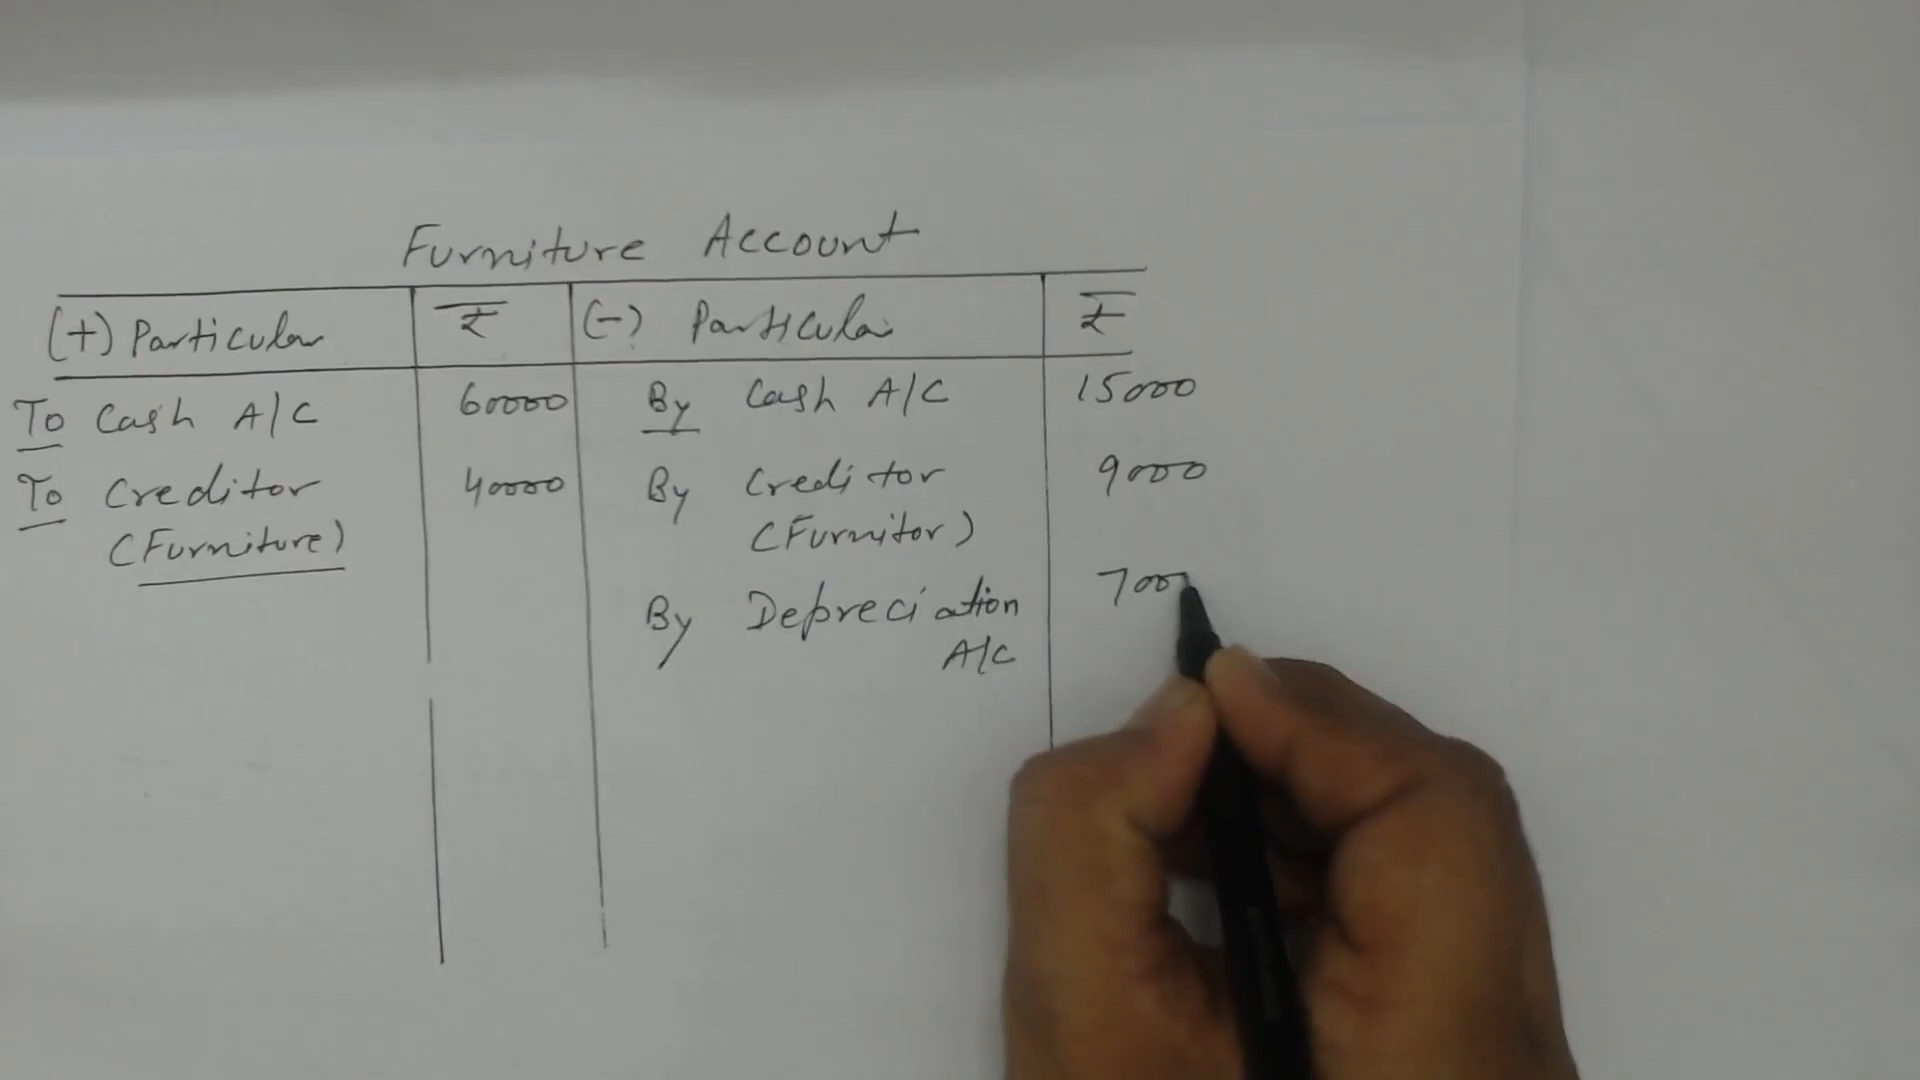 Furniture Account
(+) Particular ₹ (-) Particular ₹
To Cash A/C 60000 By Cash A/C 15000
To Creditor 40000 By Creditor 9000
(Furniture) (Furnitor)
By Depreciation 7000
A/C